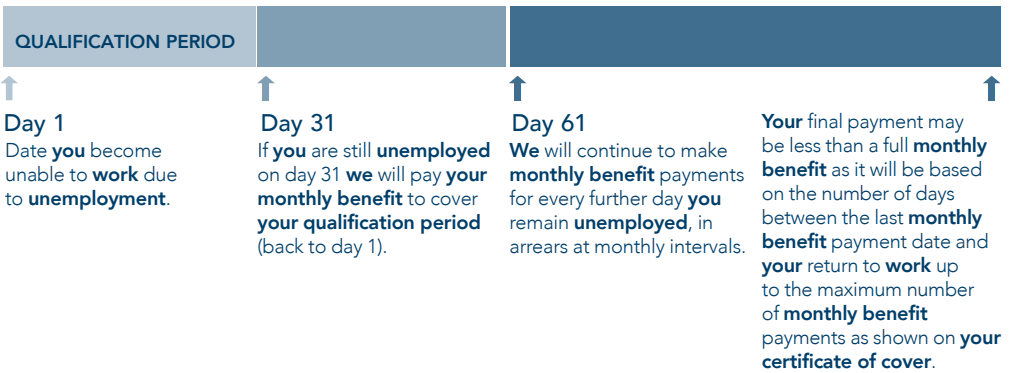 QUALIFICATION PERIOD
Day 1
Date you become
unable to work due
to unemployment.
Day 31
If you are still unemployed
on day 31 we will pay your
monthly benefit to cover
your qualification period
(back to day 1).
Day 61
We will continue to make
monthly benefit payments
for every further day you
remain unemployed, in
arrears at monthly intervals.
Your final payment may
be less than a full monthly
benefit as it will be based
on the number of days
between the last monthly
benefit payment date and
your return to work up
to the maximum number
of monthly benefit
payments as shown on your
certificate of cover.